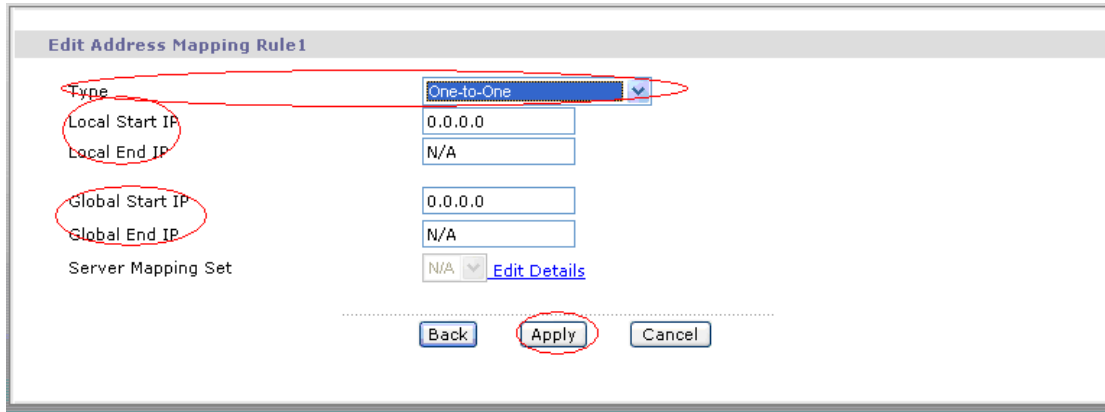 Edit Address Mapping Rule1
Type One-to-One
Local Start IP 0.0.0.0
Local End IP N/A
Global Start IP 0.0.0.0
Global End IP N/A
Server Mapping Set N/A Edit Details
Back Apply Cancel